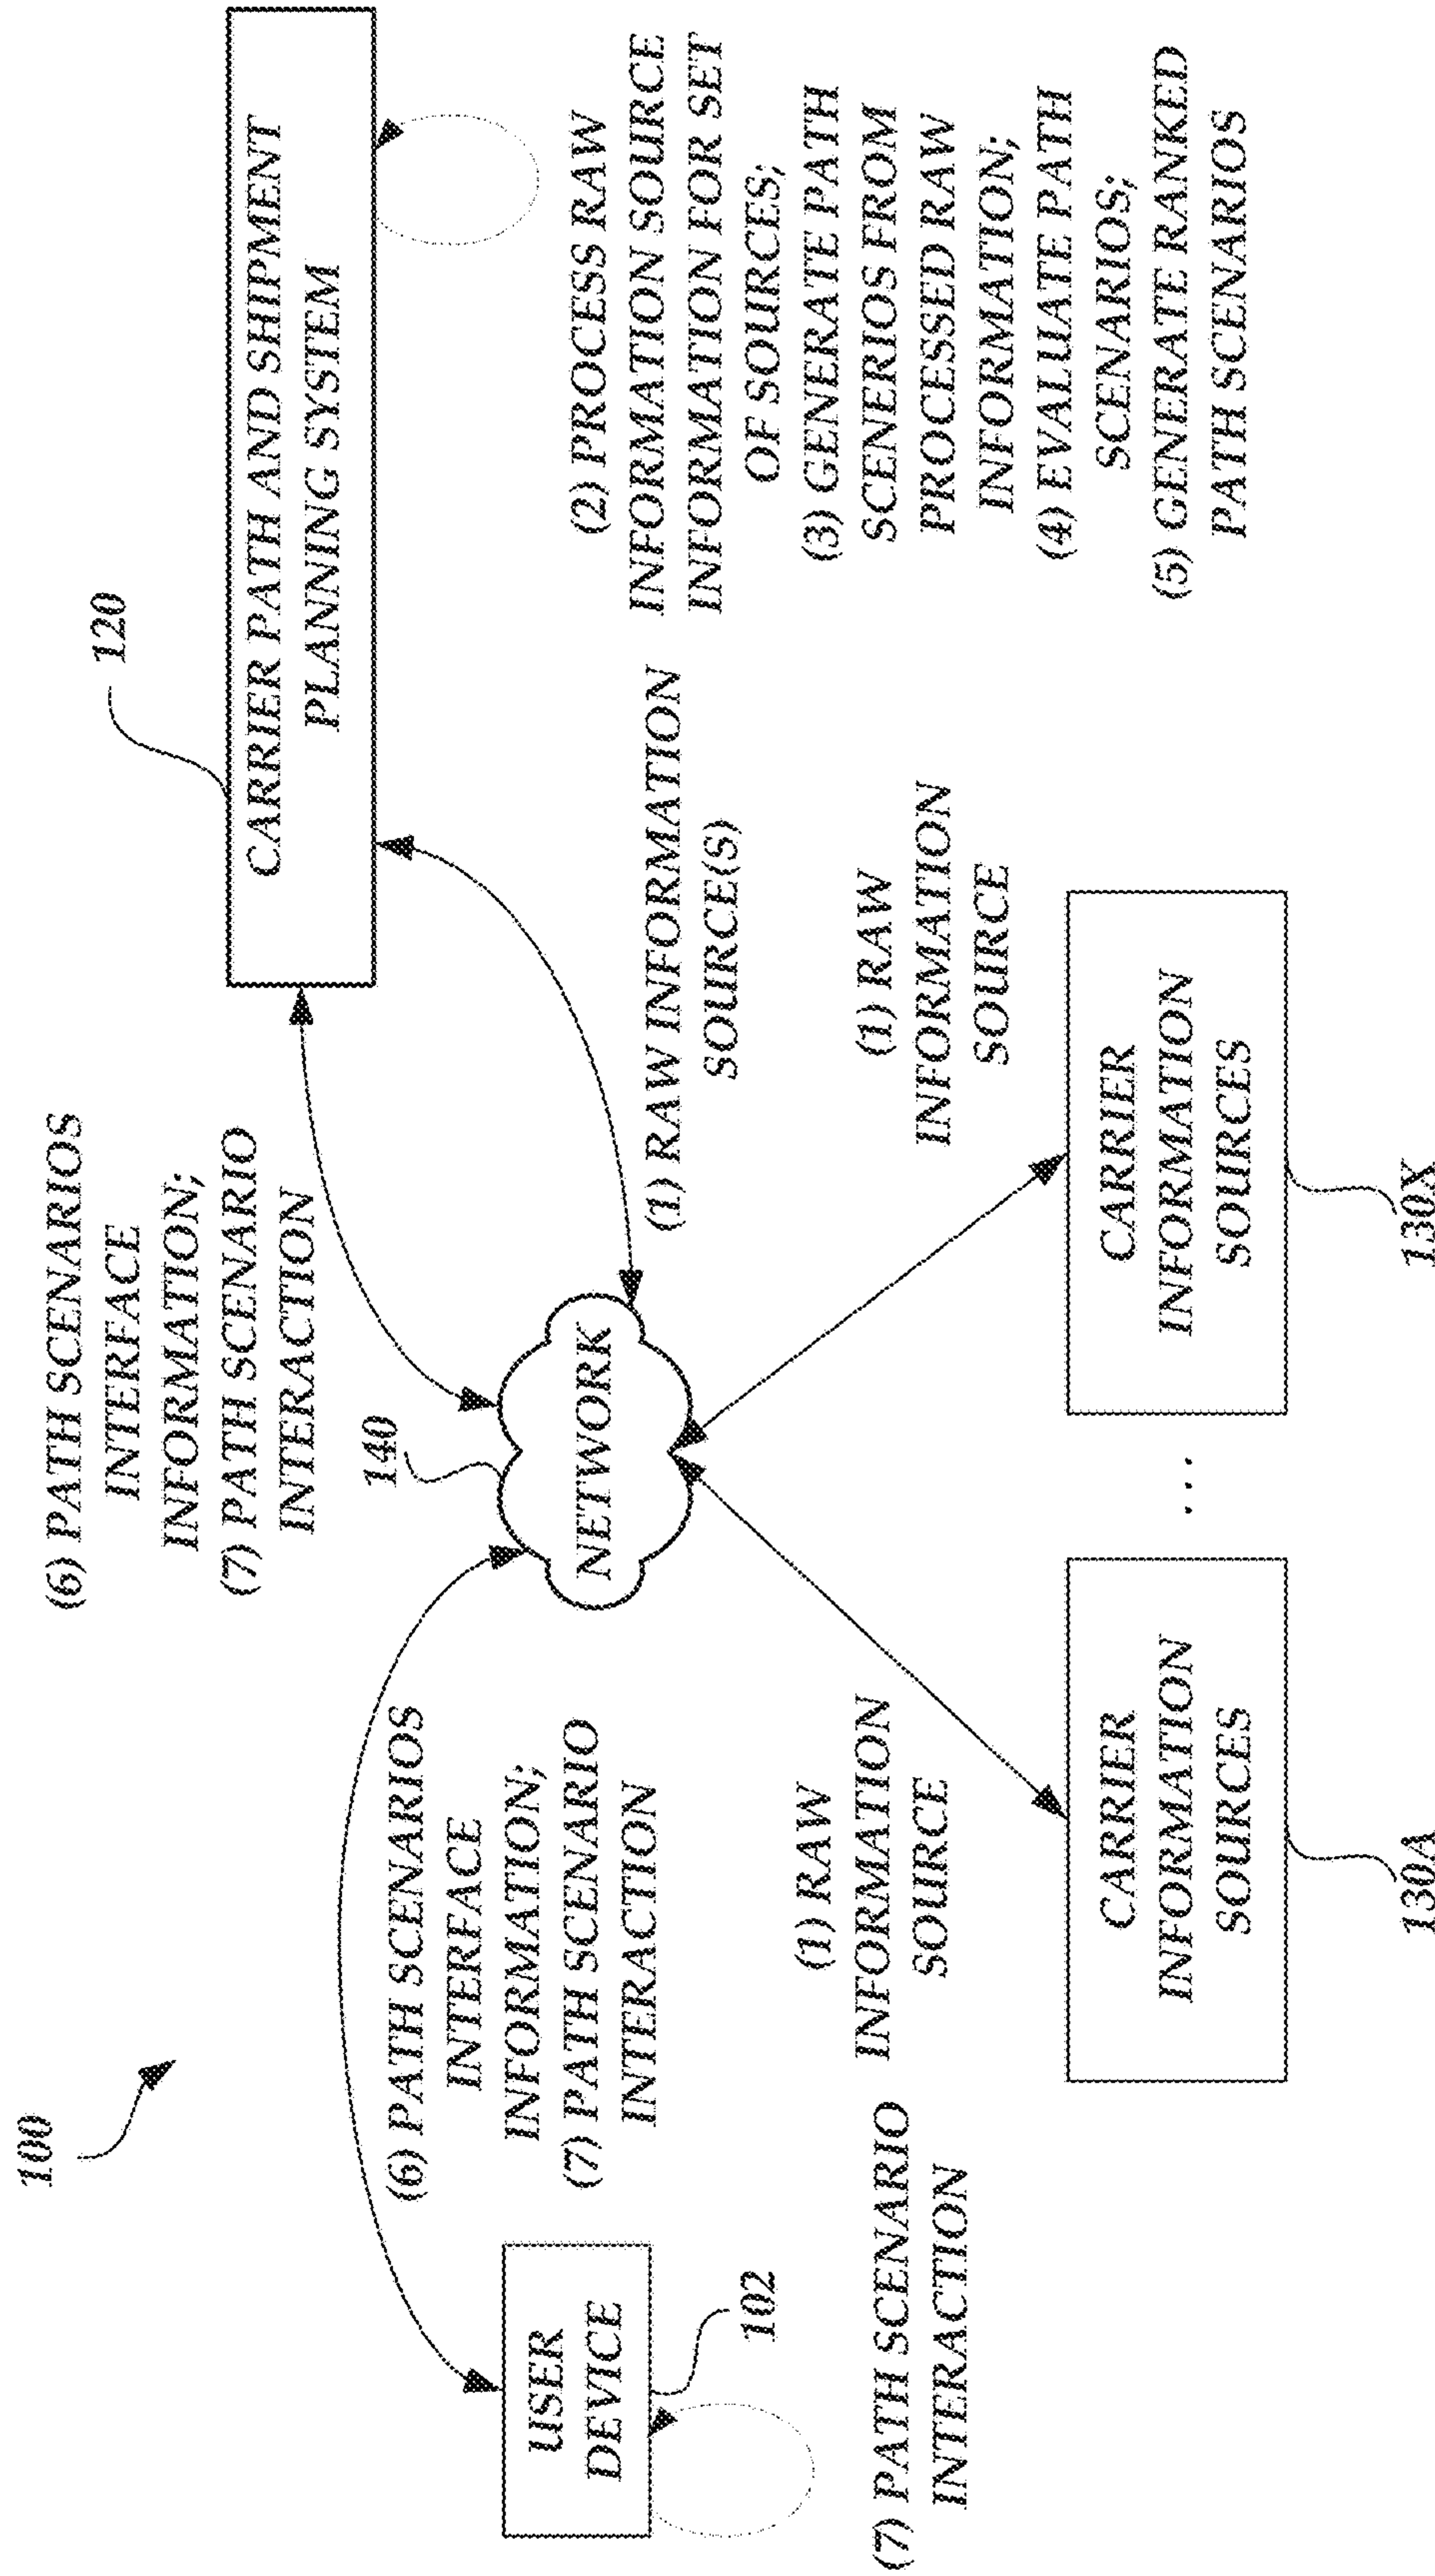 100
(6) PATH SCENARIOS
INTERFACE
INFORMATION;
(7) PATH SCENARIO
INTERACTION
120
CARRIER PATH AND SHIPMENT
PLANNING SYSTEM
140
NETWORK
(6) PATH SCENARIOS
INTERFACE
INFORMATION;
(7) PATH SCENARIO
INTERACTION
USER
DEVICE
102
(7) PATH SCENARIO
INTERACTION
(1) RAW INFORMATION
SOURCE(S)
(2) PROCESS RAW
INFORMATION SOURCE
INFORMATION FOR SET
OF SOURCES;
(3) GENERATE PATH
SCENERIOS FROM
PROCESSED RAW
INFORMATION;
(4) EVALUATE PATH
SCENARIOS;
(5) GENERATE RANKED
PATH SCENARIOS
(1) RAW
INFORMATION
SOURCE
(1) RAW
INFORMATION
SOURCE
CARRIER
INFORMATION
SOURCES
130A
...
CARRIER
INFORMATION
SOURCES
130X